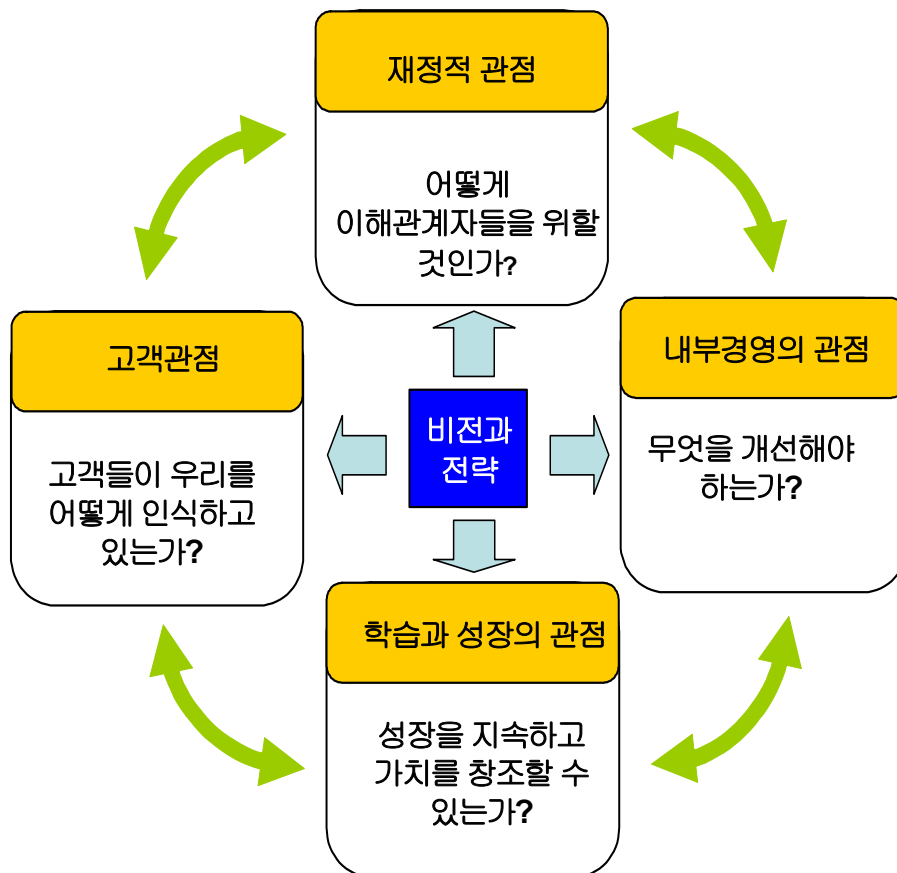 재정적 관점
어떻게
이해관계자들을 위할
것인가?
고객관점
고객들이 우리를
어떻게 인식하고
있는가?
비전과
전략
내부경영의 관점
무엇을 개선해야
하는가?
학습과 성장의 관점
성장을 지속하고
가치를 창조할 수
있는가?